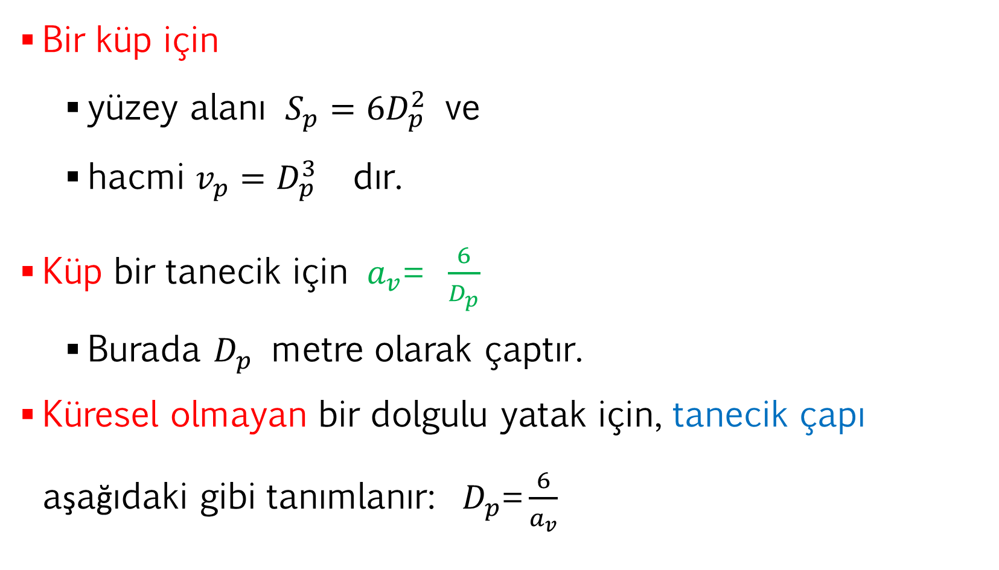 ▪ Bir küp için
▪ yüzey alanı $S_p = 6D_p^2$ ve
▪ hacmi $v_p = D_p^3$ dır.
▪ Küp bir tanecik için $a_v = \frac{6}{D_p}$
▪ Burada $D_p$ metre olarak çaptır.
▪ Küresel olmayan bir dolgulu yatak için, tanecik çapı
aşağıdaki gibi tanımlanır: $D_p = \frac{6}{a_v}$